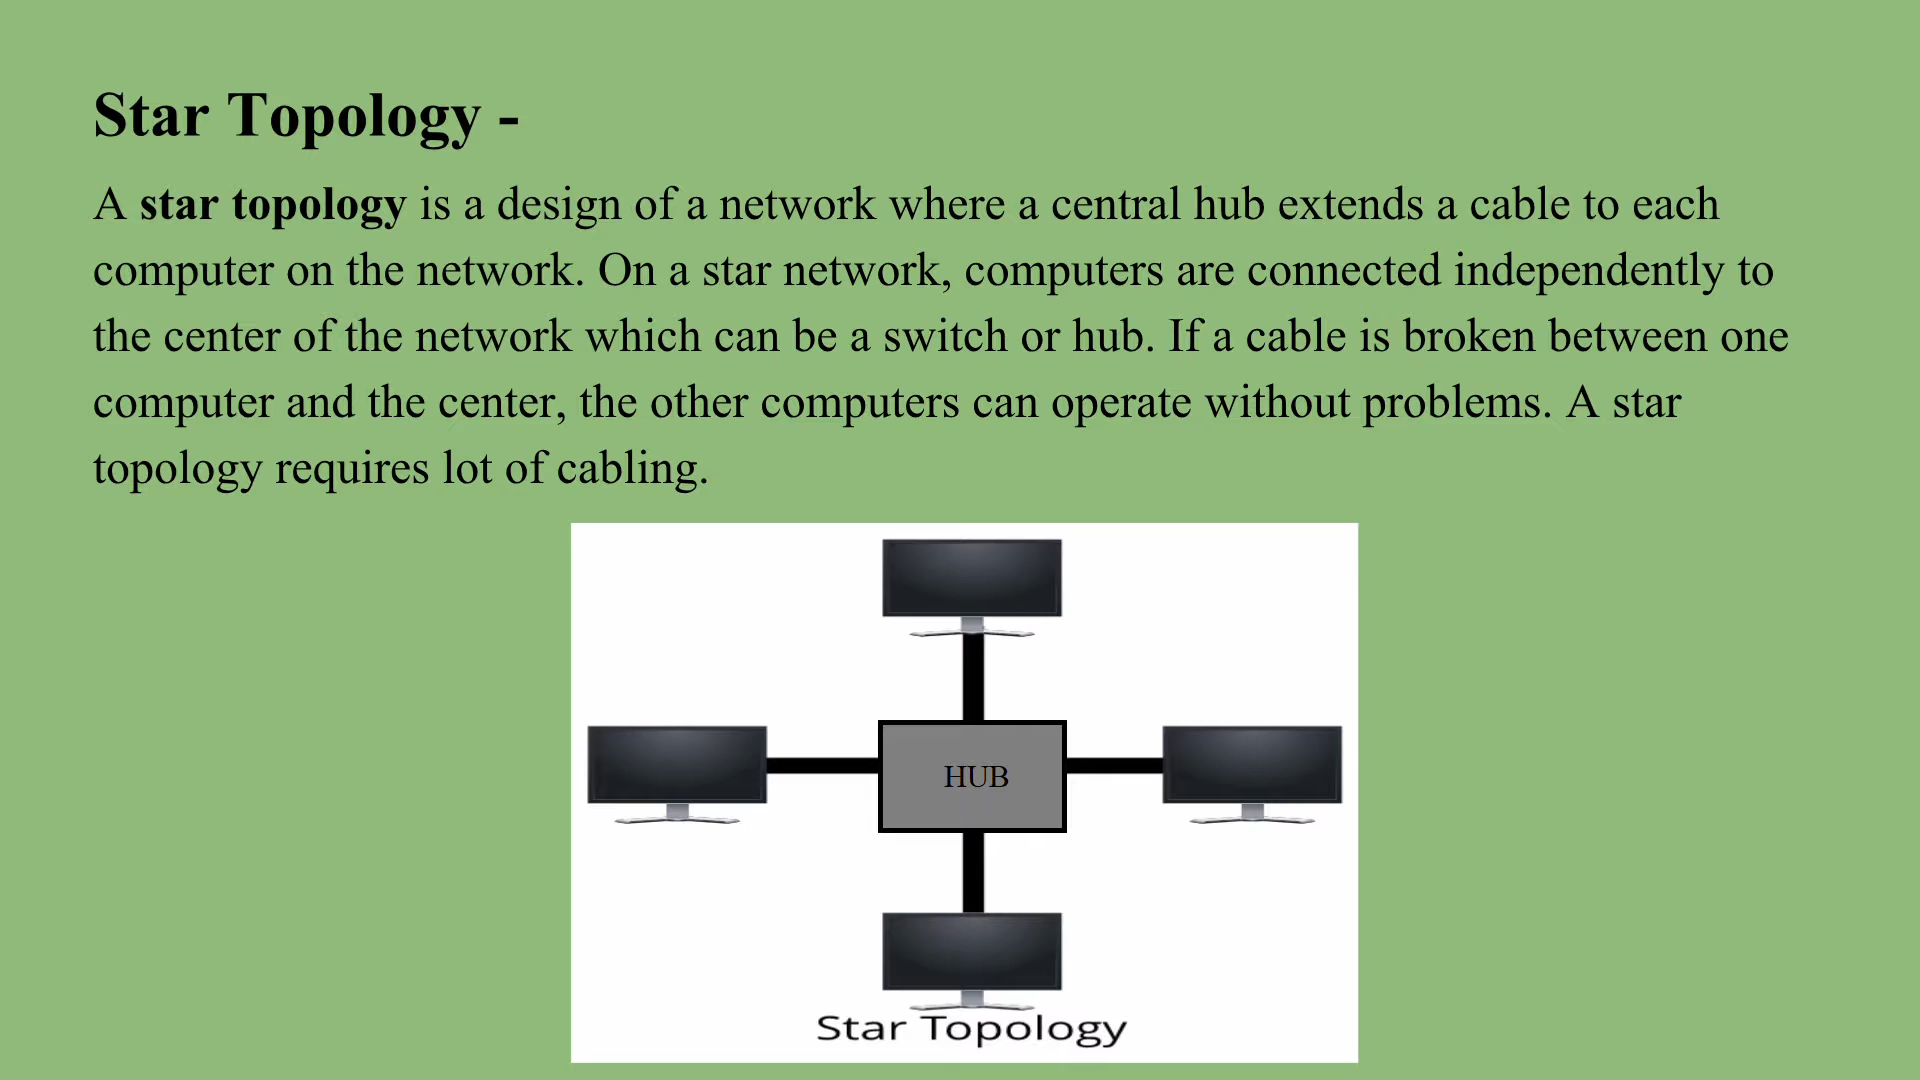 Star Topology -
A star topology is a design of a network where a central hub extends a cable to each
computer on the network. On a star network, computers are connected independently to
the center of the network which can be a switch or hub. If a cable is broken between one
computer and the center, the other computers can operate without problems. A star
topology requires lot of cabling.
HUB
Star Topology